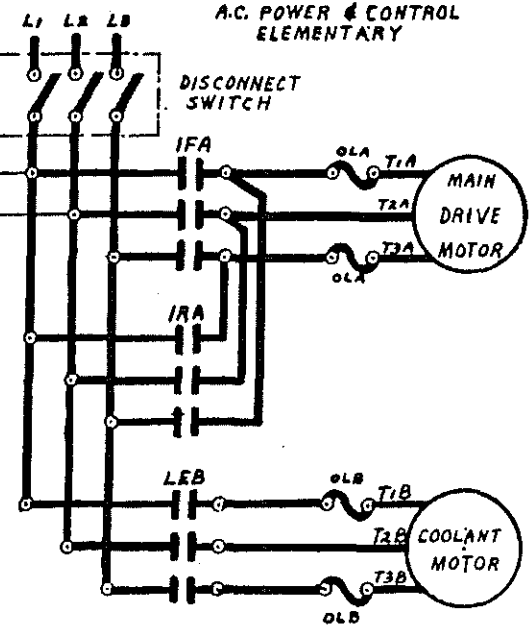 A.C. POWER & CONTROL
ELEMENTARY
L1 L2 L3
DISCONNECT
SWITCH
1FA
OLA
T1A
T2A
T3A
OLA
MAIN
DRIVE
MOTOR
1RA
LEB
OLB
T1B
T2B
T3B
OLB
COOLANT
MOTOR